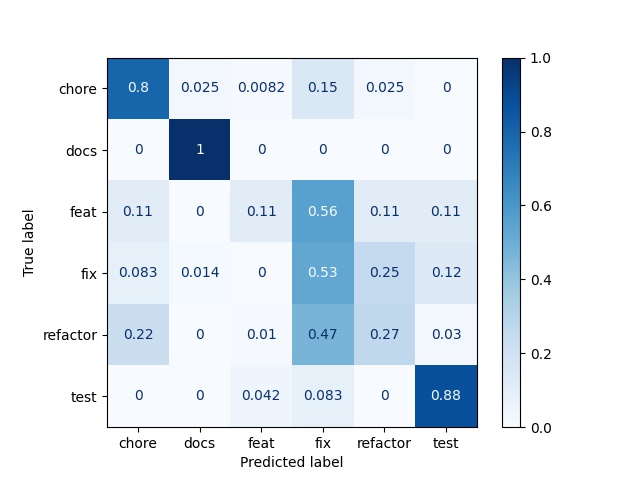 1.0
chore 0.8 0.025 0.0082 0.15 0.025 0
0.8
docs 0 1 0 0 0 0
feat 0.11 0 0.11 0.56 0.11 0.11
0.6
True label
fix 0.083 0.014 0 0.53 0.25 0.12
0.4
refactor 0.22 0 0.01 0.47 0.27 0.03
0.2
test 0 0 0.042 0.083 0 0.88
0.0
chore docs feat fix refactor test
Predicted label